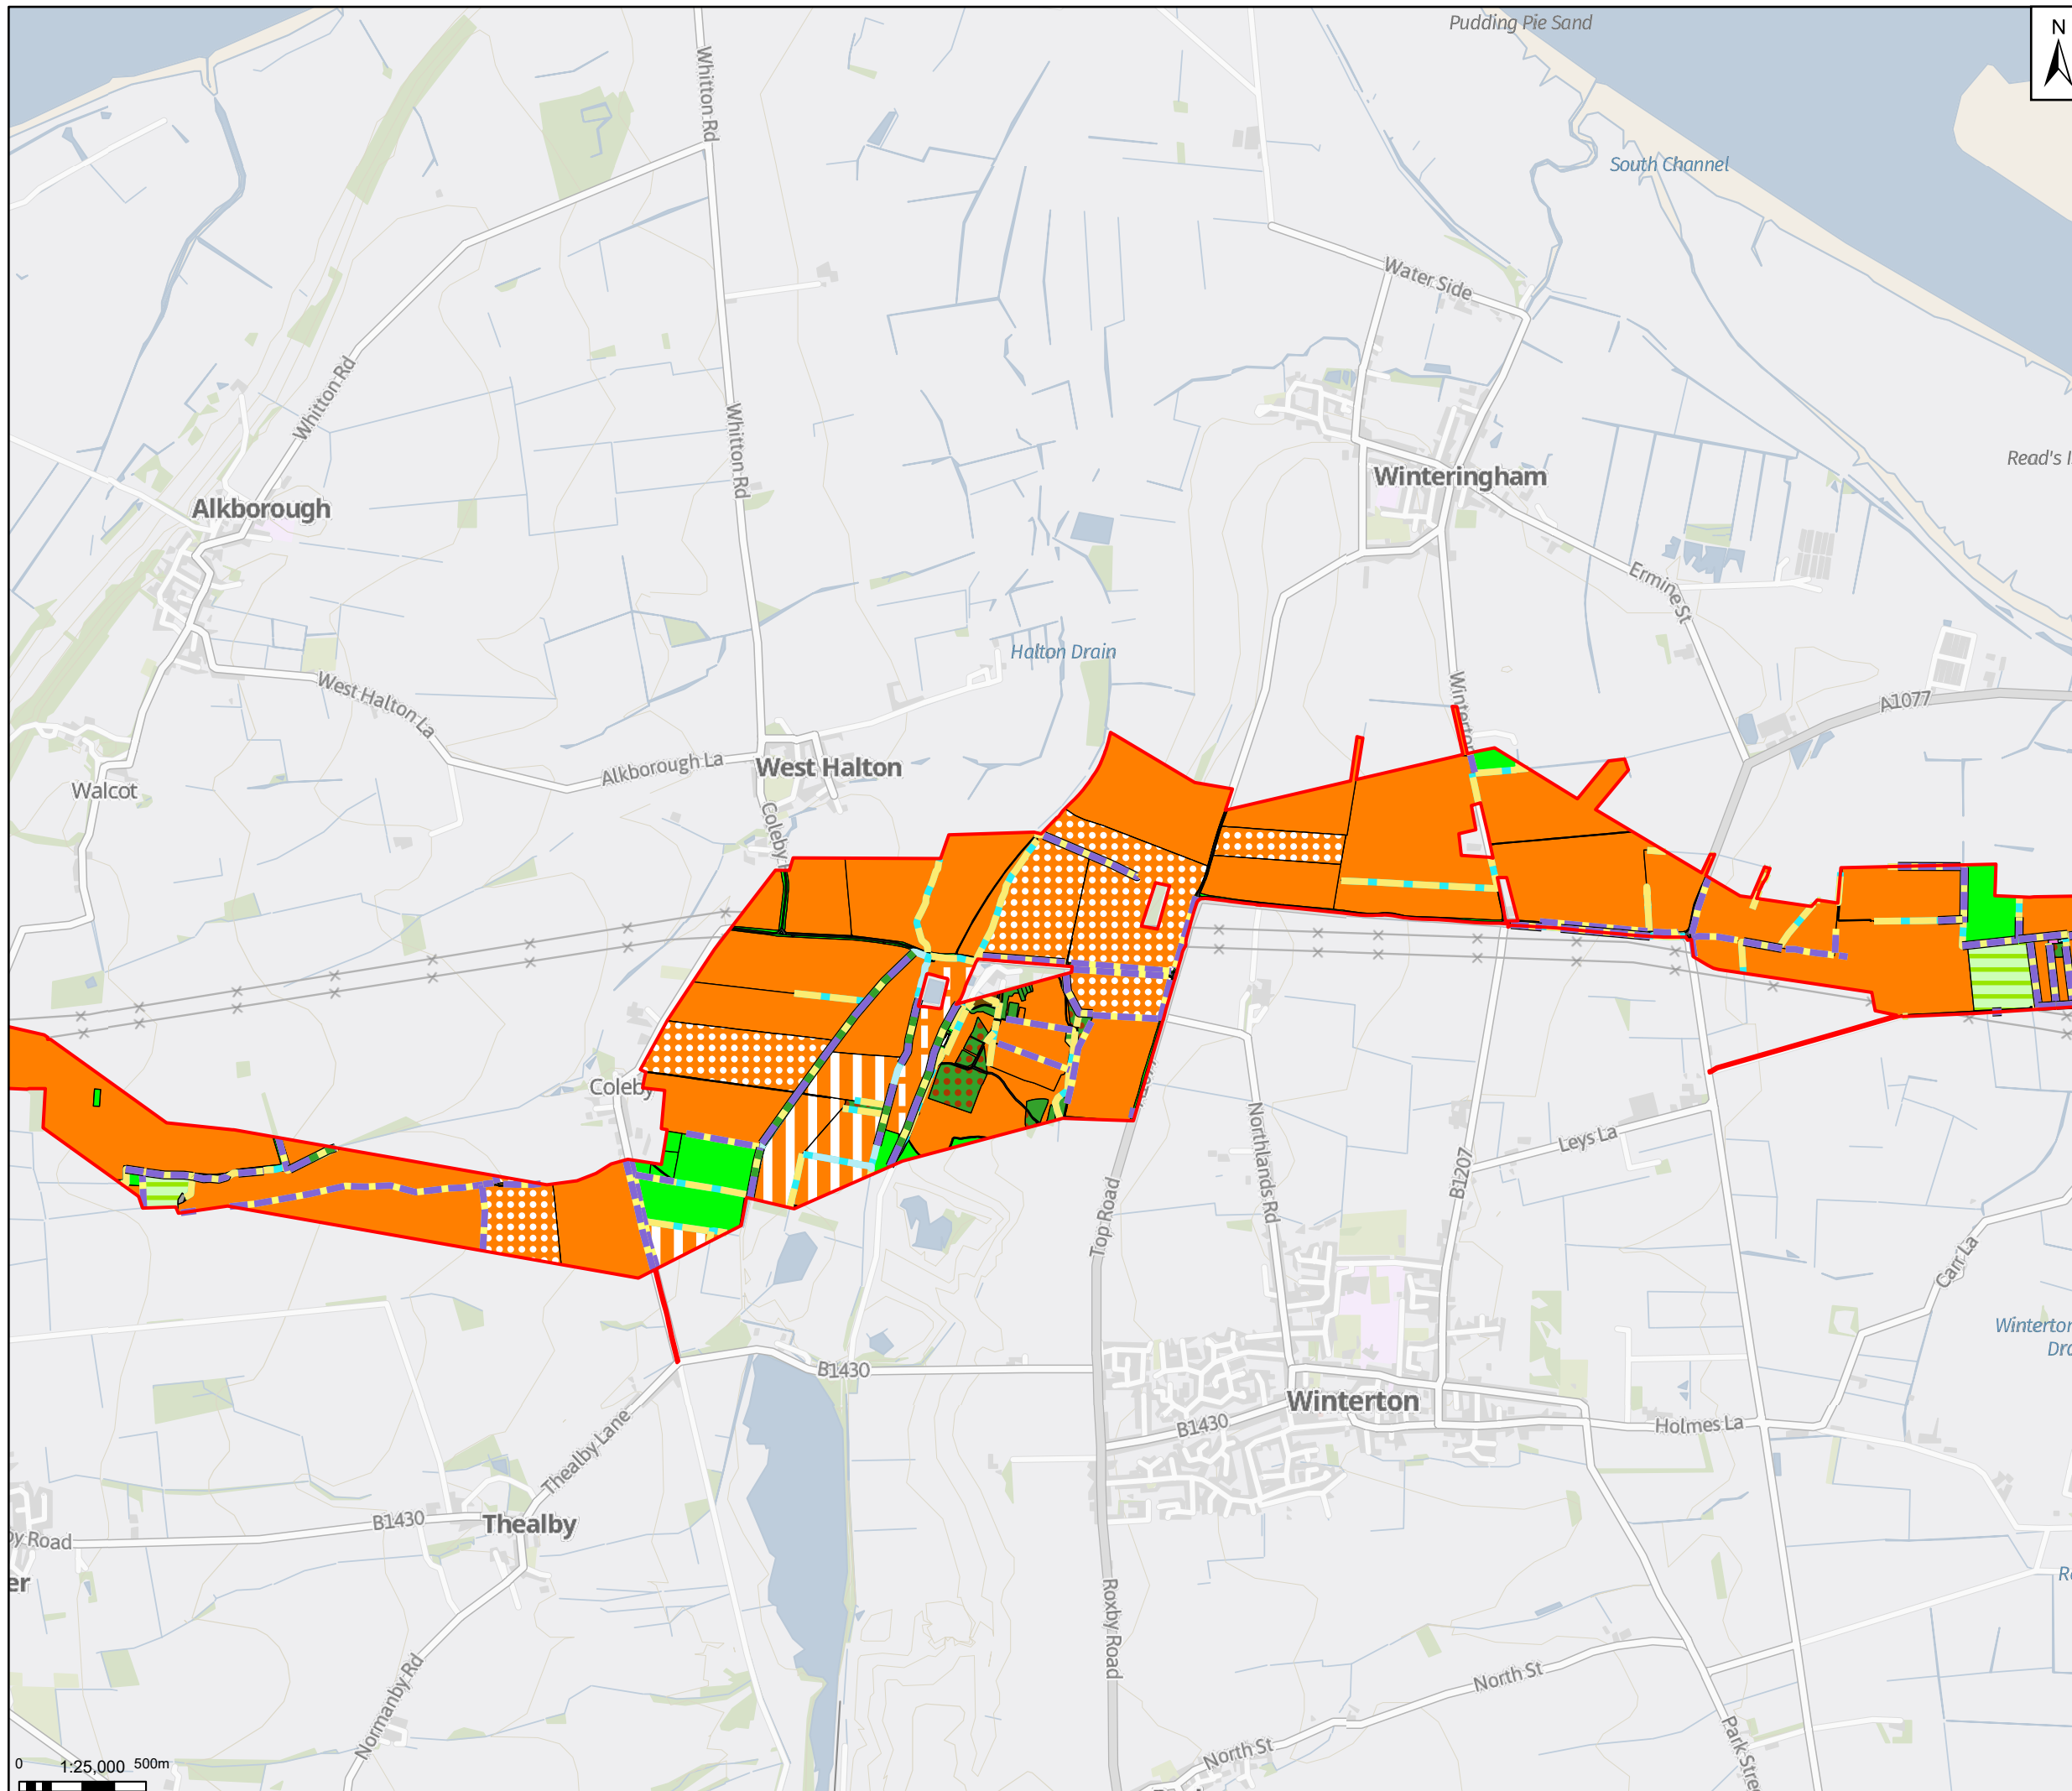 Pudding Pie Sand
N
Whitton Rd
South Channel
Water Side
Whitton Rd
Whitton Rd
Read's
Winteringham
Alkborough
Ermine St
Halton Drain
West Halton La
Winterton
A1077
Alkborough La
West Halton
Walcot
Coleby
Coleby
Northlands Rd
Leys La
B1207
Top Road
Carr La
Winterton
B1430
Winterton
B1430
Holmes La
Thealby Lane
B1430
Thealby
Road
er
Roxby Road
North St
Normanby Rd
Park Stre
North St
0 1:25,000 500m